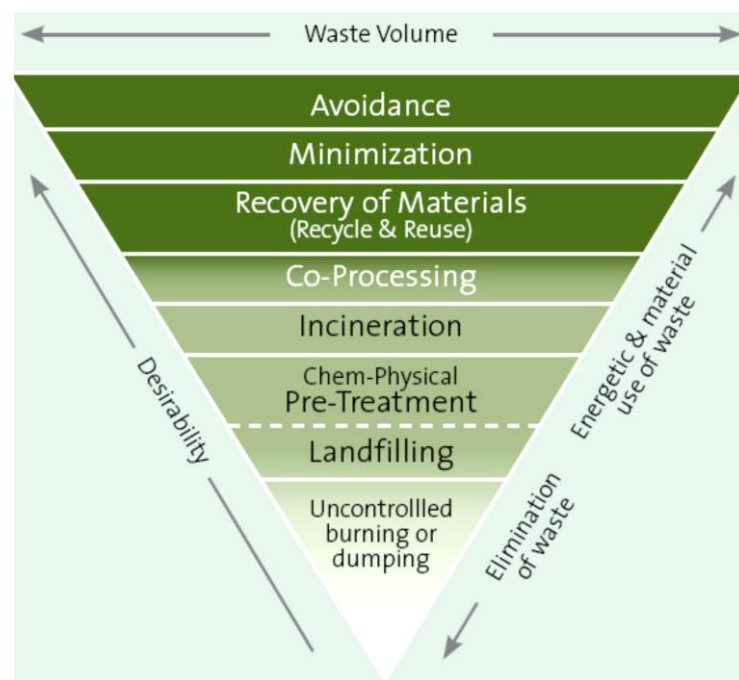 Waste Volume
Avoidance
Minimization
Recovery of Materials
(Recycle & Reuse)
Co-Processing
Incineration
Chem-Physical
Pre-Treatment
Landfilling
Uncontrollled
burning or
dumping
Desirability
Energetic & material
use of waste
Elimination
of waste